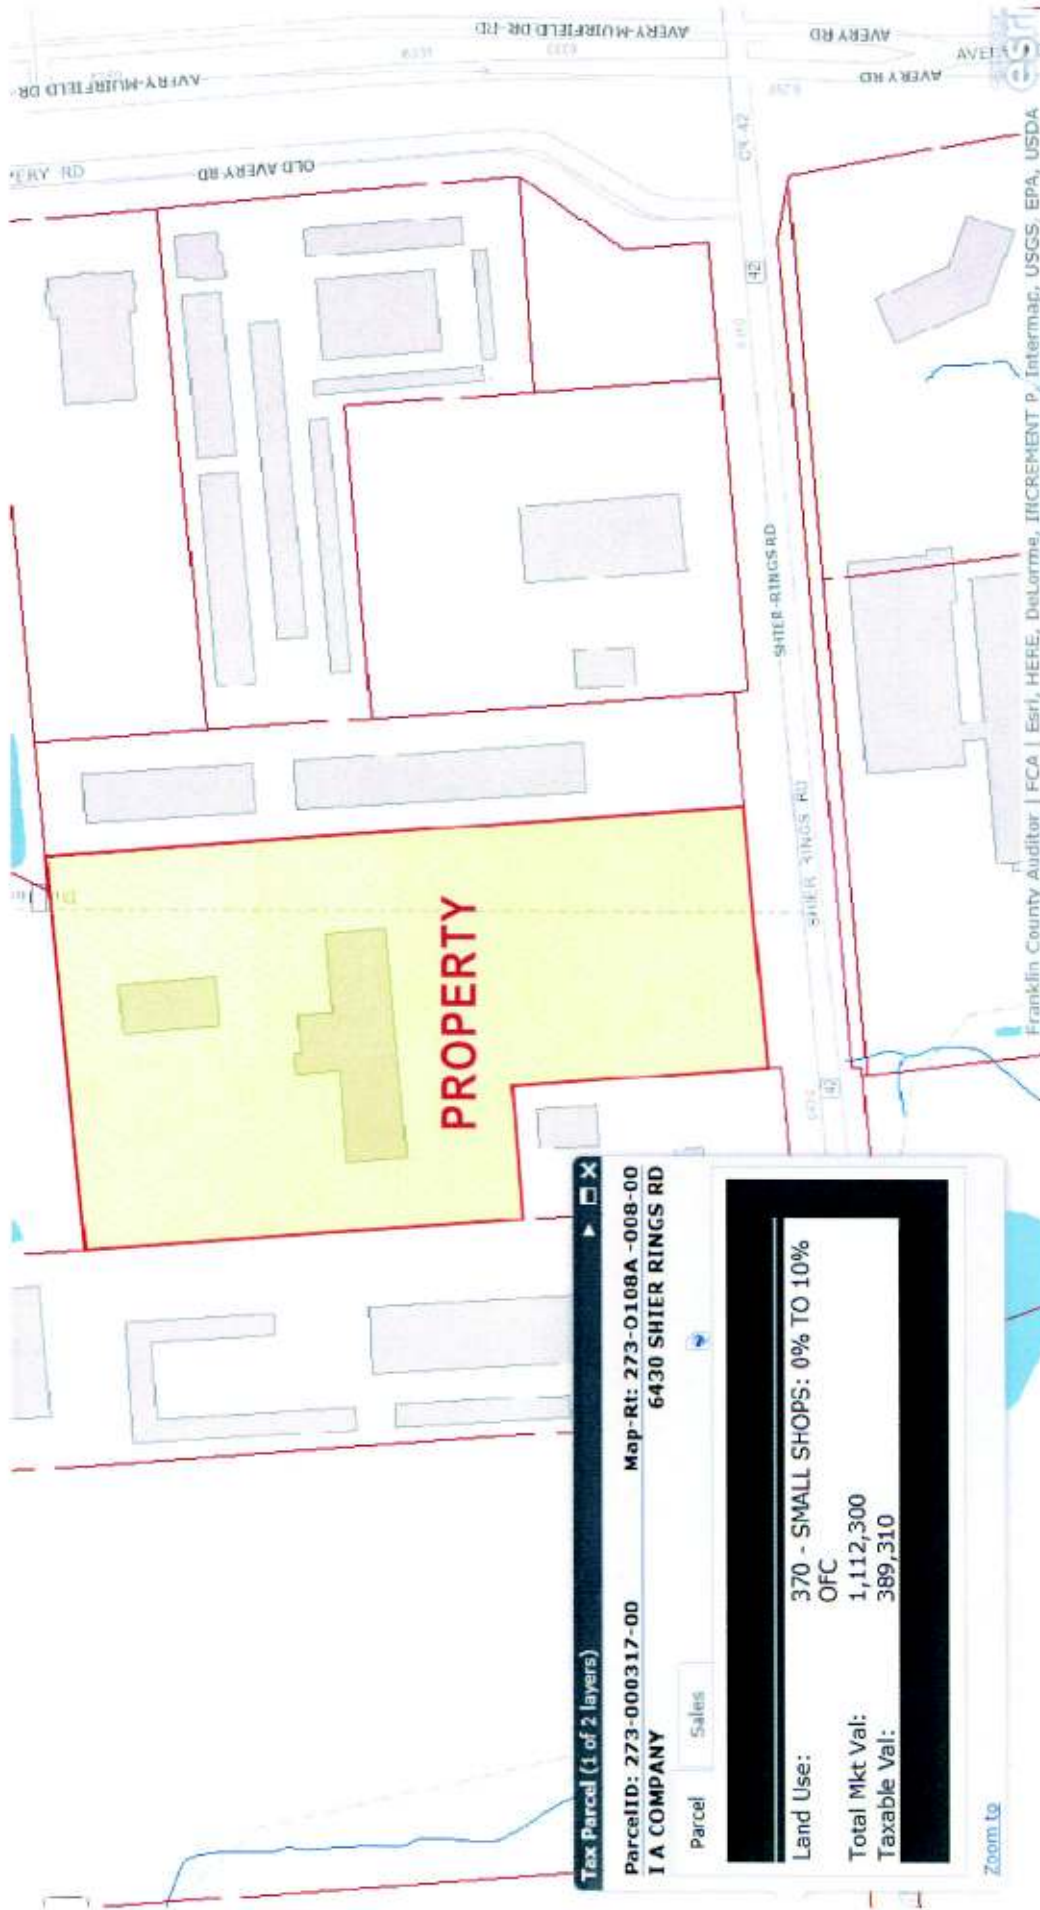 AVERY-MUIRFIELD DR
AVERY-MUIRFIELD DR
RD
AVERY RD
AVERY RD
ERY RD
OLD AVERY RD
CR-42
42
SHIER-RINGS RD
SHIER RINGS RD
42
PROPERTY
Tax Parcel (1 of 2 layers)
ParcelID: 273-000317-00 Map-Rt: 273-O108A -008-00
I A COMPANY 6430 SHIER RINGS RD
Parcel Sales
Land Use: 370 - SMALL SHOPS: 0% TO 10%
OFC
Total Mkt Val: 1,112,300
Taxable Val: 389,310
Zoom to
Franklin County Auditor | FCA | Esri, HERE, DeLorme, INCREMENT P, Intermap, USGS, EPA, USDA
esri